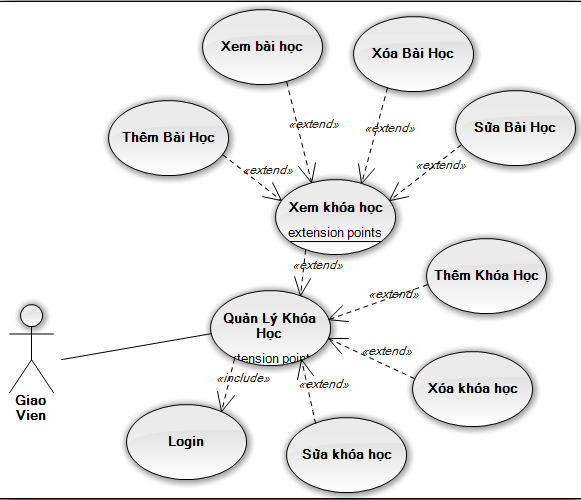 Xem bài học
Xóa Bài Học
Thêm Bài Học
Sửa Bài Học
«extend»
«extend»
«extend»
«extend»
Xem khóa học
extension points
«extend»
Thêm Khóa Học
«extend»
Quản Lý Khóa
Học
tension point
«extend»
«include»
«extend»
Xóa khóa học
Giao
Vien
Login
Sửa khóa học